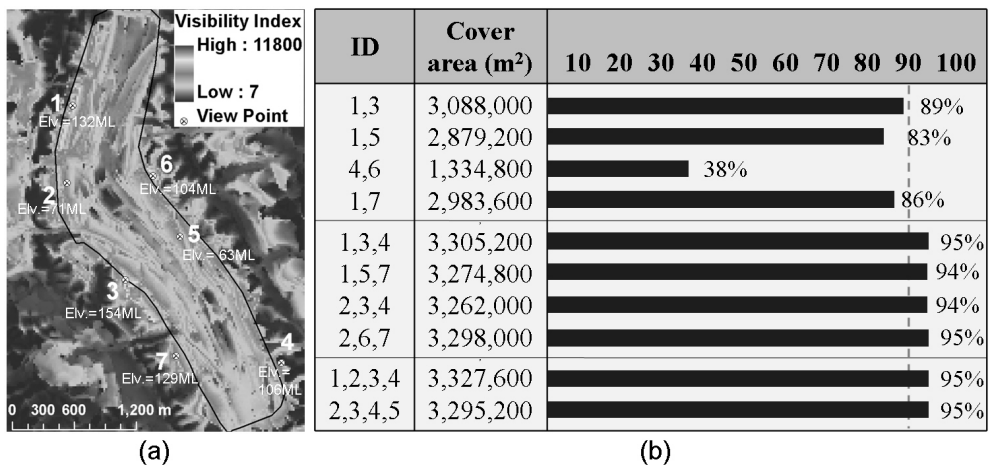 Visibility Index
High : 11800
Low : 7
View Point
1
Elv.=132ML
6
Elv.=104ML
2
Elv.=71ML
5
Elv.= 63ML
3
Elv.=154ML
4
Elv.=
106ML
7
Elv.=129ML
0 300 600 1,200 m
(a)
ID Cover area (m²) 10 20 30 40 50 60 70 80 90 100
1,3 3,088,000 89%
1,5 2,879,200 83%
4,6 1,334,800 38%
1,7 2,983,600 86%
1,3,4 3,305,200 95%
1,5,7 3,274,800 94%
2,3,4 3,262,000 94%
2,6,7 3,298,000 95%
1,2,3,4 3,327,600 95%
2,3,4,5 3,295,200 95%
(b)